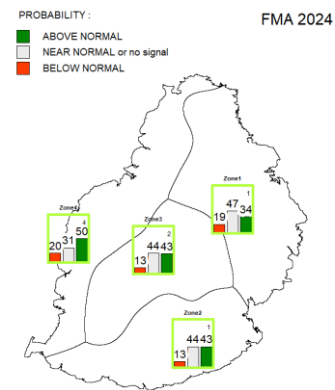 PROBABILITY :
FMA 2024
ABOVE NORMAL
NEAR NORMAL or no signal
BELOW NORMAL
Zone1
1
19 47 34
Zone4
4
20 31 50
Zone3
2
13 44 43
Zone2
1
13 44 43